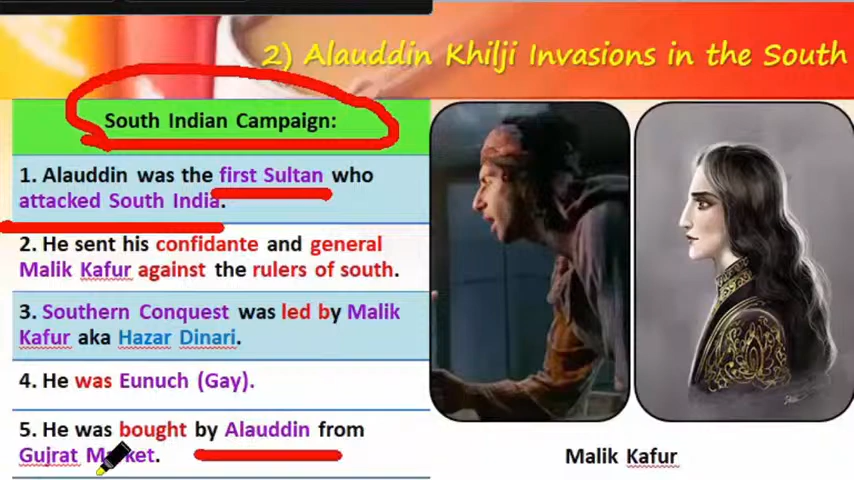 2) Alauddin Khilji Invasions in the South
South Indian Campaign:
1. Alauddin was the first Sultan who
attacked South India.
2. He sent his confidante and general
Malik Kafur against the rulers of south.
3. Southern Conquest was led by Malik
Kafur aka Hazar Dinari.
4. He was Eunuch (Gay).
5. He was bought by Alauddin from
Gujrat Market.
Malik Kafur